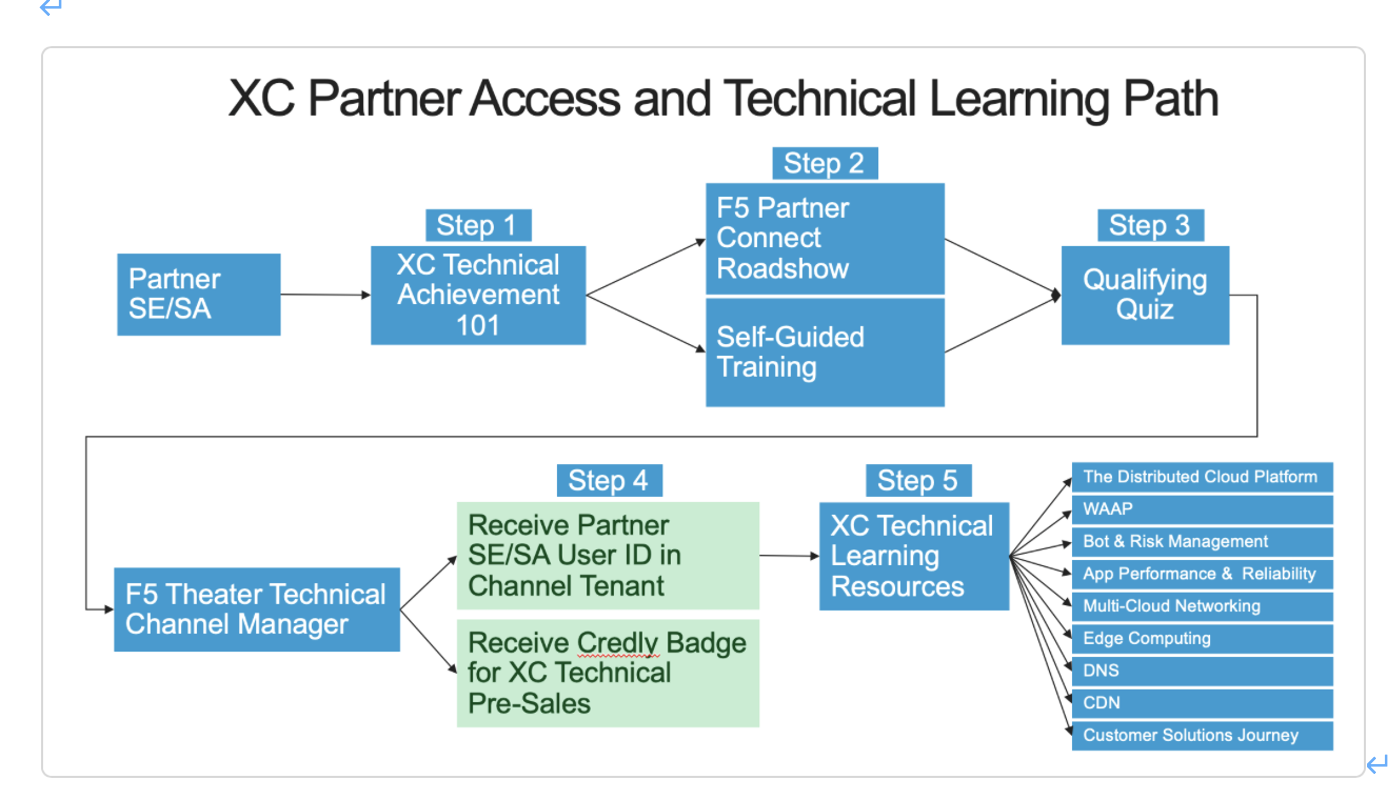 XC Partner Access and Technical Learning Path
Partner
SE/SA
Step 1
XC Technical
Achievement
101
Step 2
F5 Partner
Connect
Roadshow
Self-Guided
Training
Step 3
Qualifying
Quiz
F5 Theater Technical
Channel Manager
Step 4
Receive Partner
SE/SA User ID in
Channel Tenant
Receive Credly Badge
for XC Technical
Pre-Sales
Step 5
XC Technical
Learning
Resources
The Distributed Cloud Platform
WAAP
Bot & Risk Management
App Performance &  Reliability
Multi-Cloud Networking
Edge Computing
DNS
CDN
Customer Solutions Journey